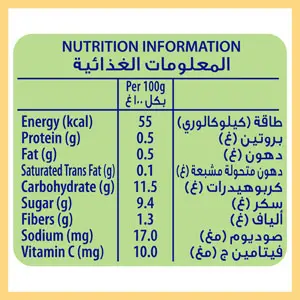 NUTRITION INFORMATION
المعلومات الغذائية
Per 100g
بكل ١٠٠غ
Energy (kcal) 55 طاقة (كيلوكالوري)
Protein (g) 0.5 بروتين (غ)
Fat (g) 0.5 دهون (غ)
Saturated Trans Fat (g) 0.1 دهون متحولة مشبعة (غ)
Carbohydrate (g) 11.5 كربوهيدرات (غ)
Sugar (g) 9.4 سكر (غ)
Fibers (g) 1.3 ألياف (غ)
Sodium (mg) 17.0 صوديوم (مغ)
Vitamin C (mg) 10.0 فيتامين ج (مغ)